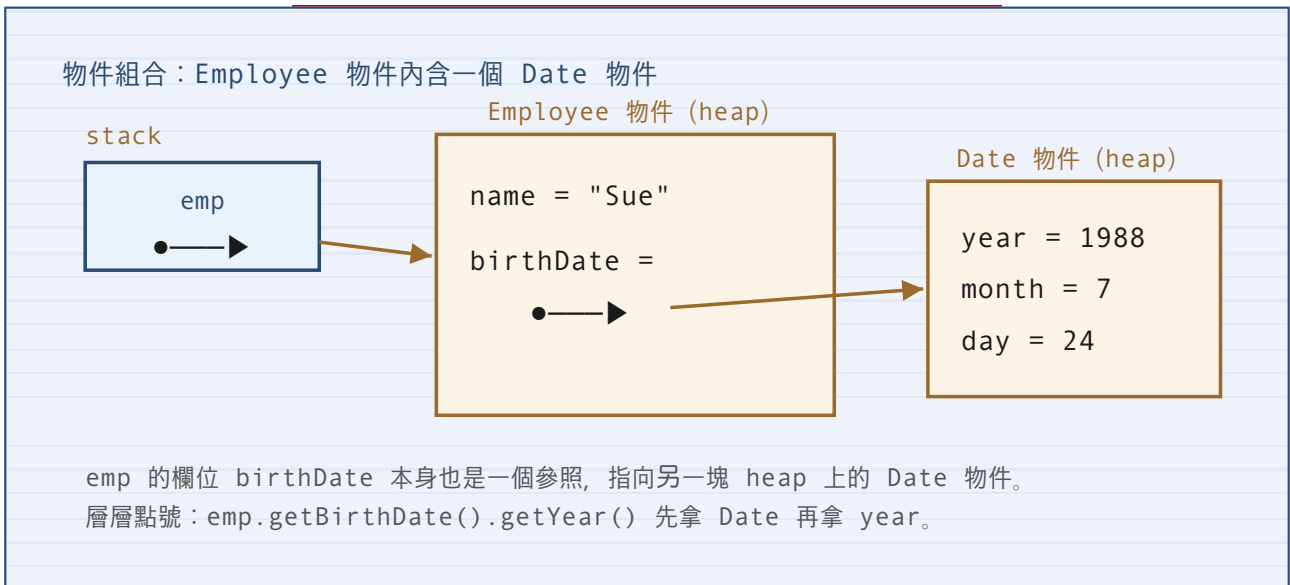 物件組合：Employee 物件內含一個 Date 物件
Employee 物件 (heap)
stack
Date 物件 (heap)
emp
name = "Sue"
birthDate =
year = 1988
month = 7
day = 24
emp 的欄位 birthDate 本身也是一個參照，指向另一塊 heap 上的 Date 物件。
層層點號：emp.getBirthDate().getYear() 先拿 Date 再拿 year。